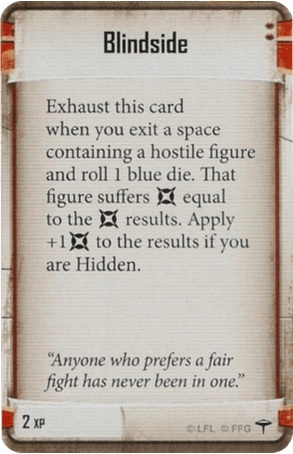 Blindside
Exhaust this card
when you exit a space
containing a hostile figure
and roll 1 blue die. That
figure suffers equal
to the results. Apply
+1 to the results if you
are Hidden.
“Anyone who prefers a fair
fight has never been in one.”
2 XP
© LFL © FFG